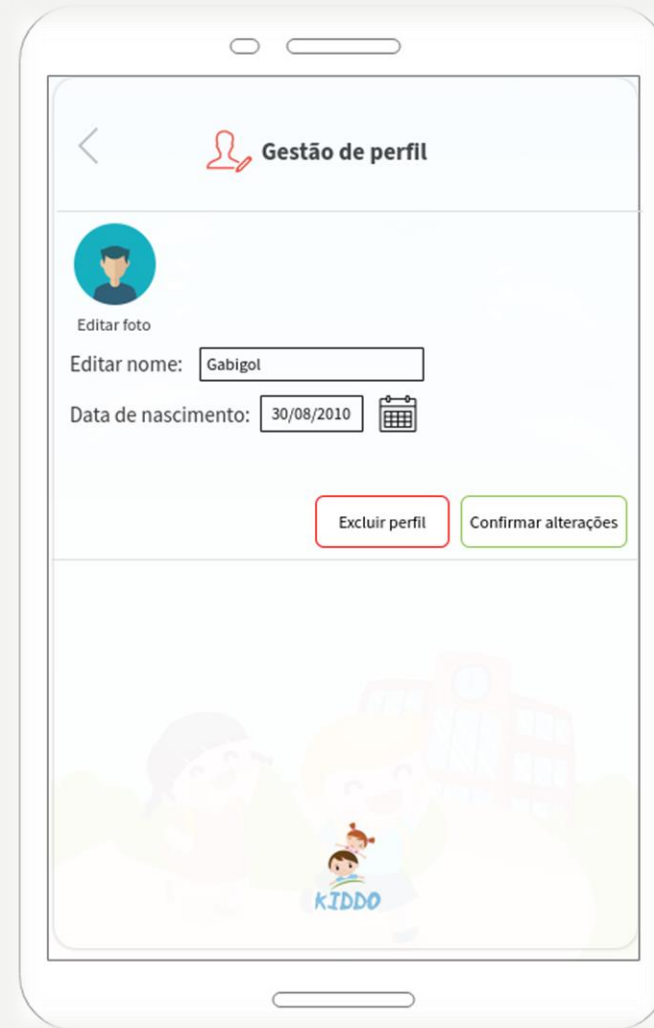 Gestão de perfil
Editar foto
Editar nome: Gabigol
Data de nascimento: 30/08/2010
Excluir perfil Confirmar alterações
KIDDO